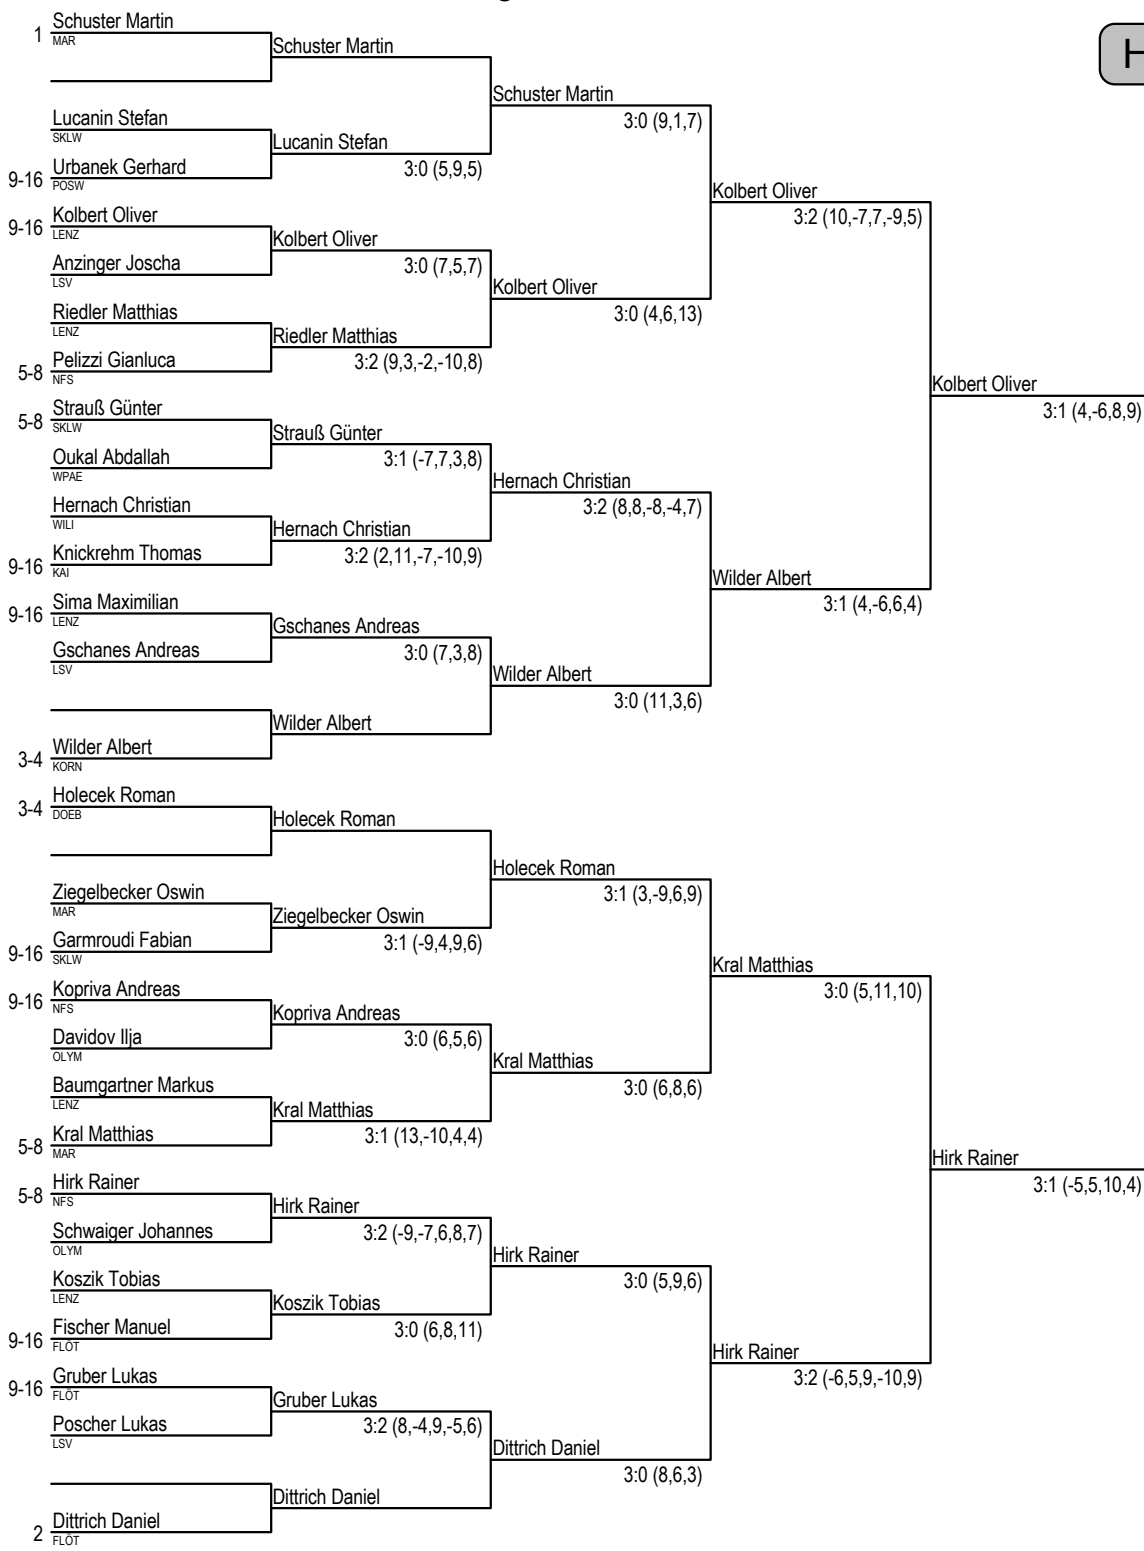 H
1 Schuster Martin
MAR
Lucanin Stefan
SKLW
9-16 Urbanek Gerhard
POSW
9-16 Kolbert Oliver
LENZ
Anzinger Joscha
LSV
Riedler Matthias
LENZ
5-8 Pelizzi Gianluca
NFS
5-8 Strauß Günter
SKLW
Oukal Abdallah
WPAE
Hernach Christian
WILI
9-16 Knickrehm Thomas
KAI
9-16 Sima Maximilian
LENZ
Gschanes Andreas
LSV
3-4 Wilder Albert
KORN
3-4 Holecek Roman
DOEB
Ziegelbecker Oswin
MAR
9-16 Garmroudi Fabian
SKLW
9-16 Kopriva Andreas
NFS
Davidov Ilja
OLYM
Baumgartner Markus
LENZ
5-8 Kral Matthias
MAR
5-8 Hirk Rainer
NFS
Schwaiger Johannes
OLYM
Koszik Tobias
LENZ
9-16 Fischer Manuel
FLÖT
9-16 Gruber Lukas
FLÖT
Poscher Lukas
LSV
2 Dittrich Daniel
FLÖT
Schuster Martin
Lucanin Stefan
3:0 (5,9,5)
Kolbert Oliver
3:0 (7,5,7)
Riedler Matthias
3:2 (9,3,-2,-10,8)
Strauß Günter
3:1 (-7,7,3,8)
Hernach Christian
3:2 (2,11,-7,-10,9)
Gschanes Andreas
3:0 (7,3,8)
Wilder Albert
Holecek Roman
Ziegelbecker Oswin
3:1 (-9,4,9,6)
Kopriva Andreas
3:0 (6,5,6)
Kral Matthias
3:1 (13,-10,4,4)
Hirk Rainer
3:2 (-9,-7,6,8,7)
Koszik Tobias
3:0 (6,8,11)
Gruber Lukas
3:2 (8,-4,9,-5,6)
Dittrich Daniel
Schuster Martin
3:0 (9,1,7)
Kolbert Oliver
3:0 (4,6,13)
Hernach Christian
3:2 (8,8,-8,-4,7)
Wilder Albert
3:0 (11,3,6)
Holecek Roman
3:1 (3,-9,6,9)
Kral Matthias
3:0 (6,8,6)
Hirk Rainer
3:0 (5,9,6)
Dittrich Daniel
3:0 (8,6,3)
Kolbert Oliver
3:2 (10,-7,7,-9,5)
Wilder Albert
3:1 (4,-6,6,4)
Kral Matthias
3:0 (5,11,10)
Hirk Rainer
3:2 (-6,5,9,-10,9)
Kolbert Oliver
3:1 (4,-6,8,9)
Hirk Rainer
3:1 (-5,5,10,4)